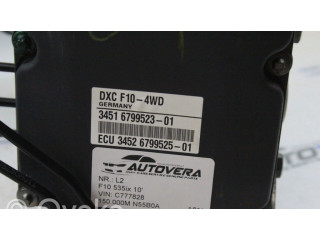 DXC F10-4WD
GERMANY
3451 6799523-01
ECU 3452 6799525-01
AUTOVERA
NR.: L2
F10 535ix 10'
VIN: C777828
150.000M N55B0A
© ovoko